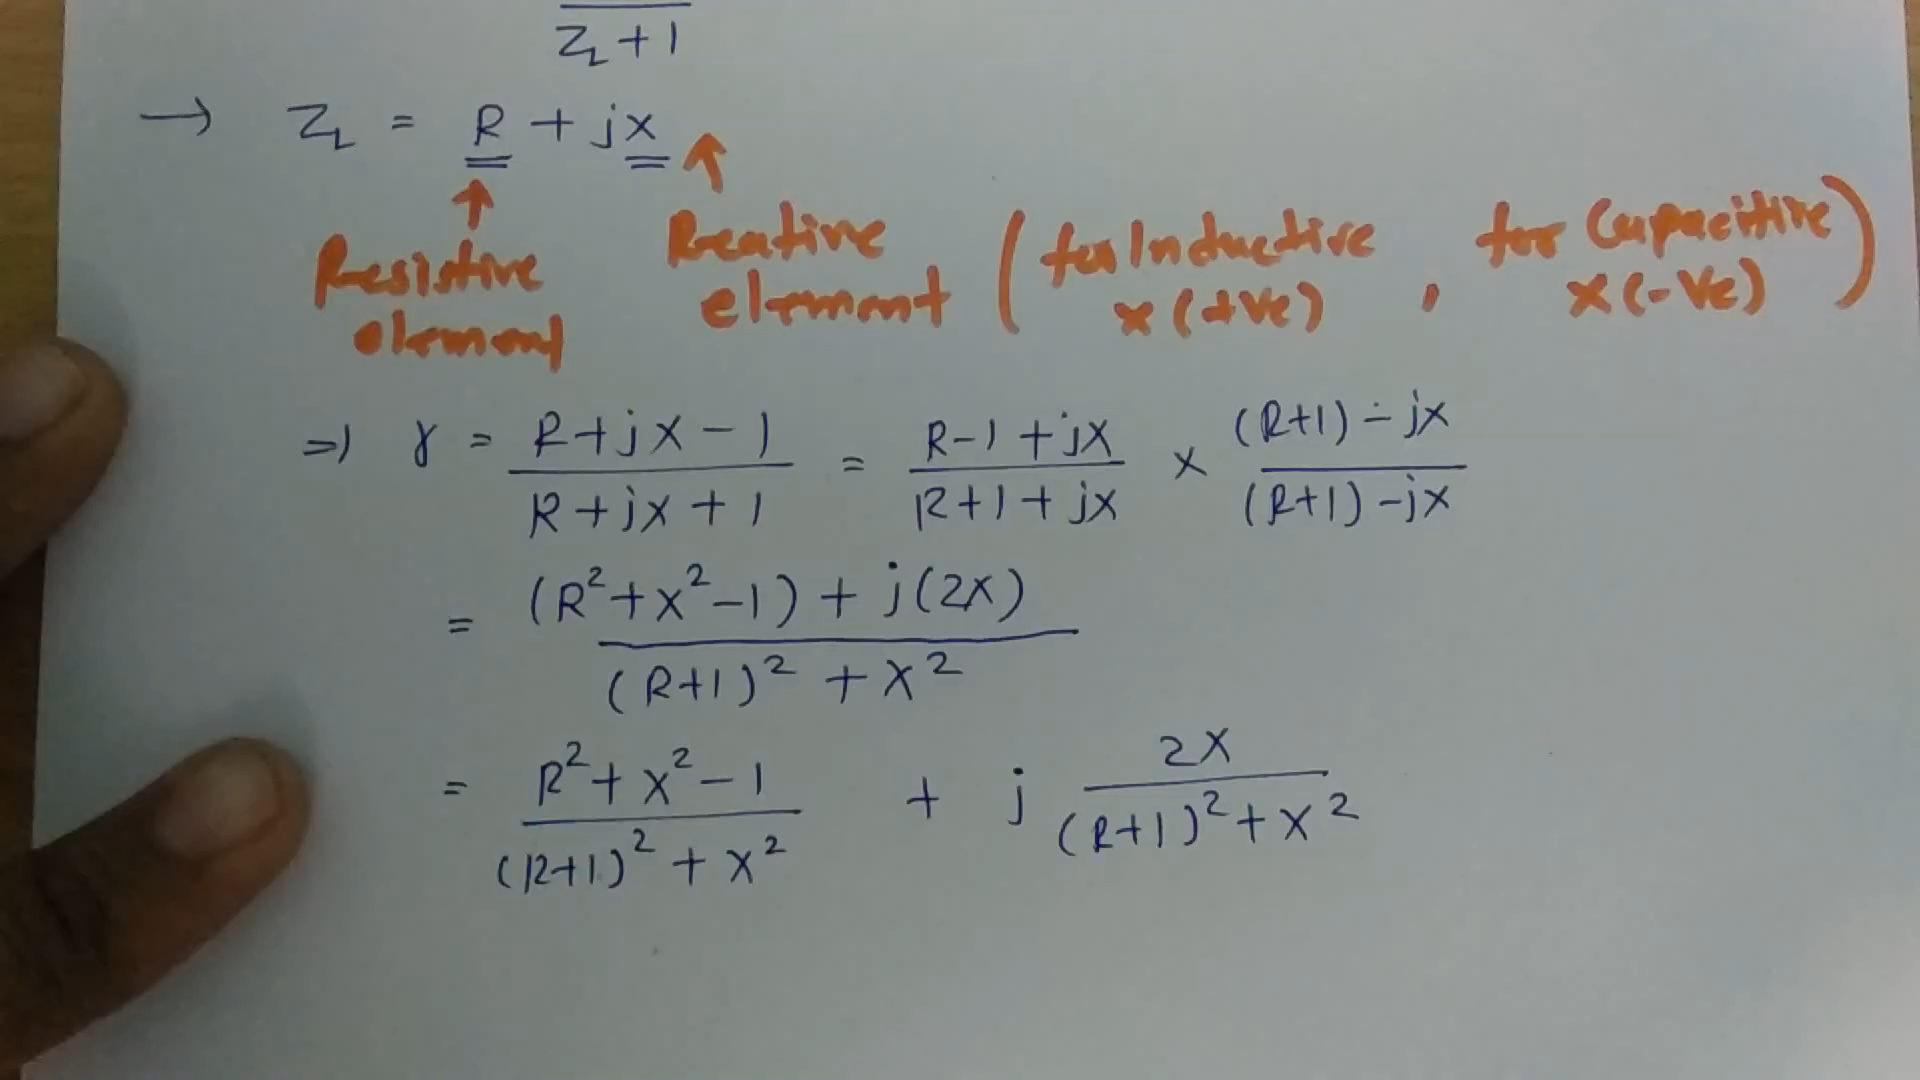 Z_L + 1
→ Z_L = R + jx
Resistive element
Reative element (for Inductive x (+ve) , for Capacitive x (-ve))
⇒ γ = (R + jx - 1)/(R + jx + 1) = (R - 1 + jx)/(R + 1 + jx) × ((R+1) - jx)/((R+1) - jx)
= ((R² + x² - 1) + j(2x))/((R+1)² + x²)
= (R² + x² - 1)/((R+1)² + x²) + j 2x/((R+1)² + x²)